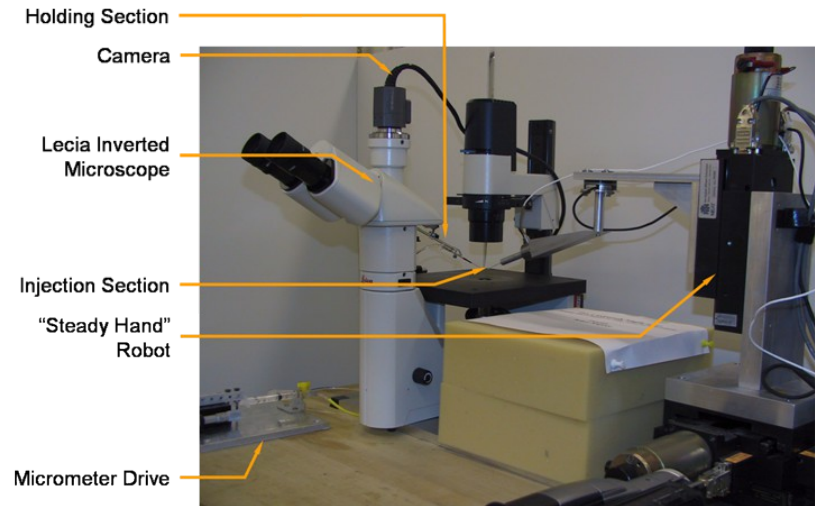 Holding Section
Camera
Lecia Inverted
Microscope
Injection Section
“Steady Hand”
Robot
Micrometer Drive